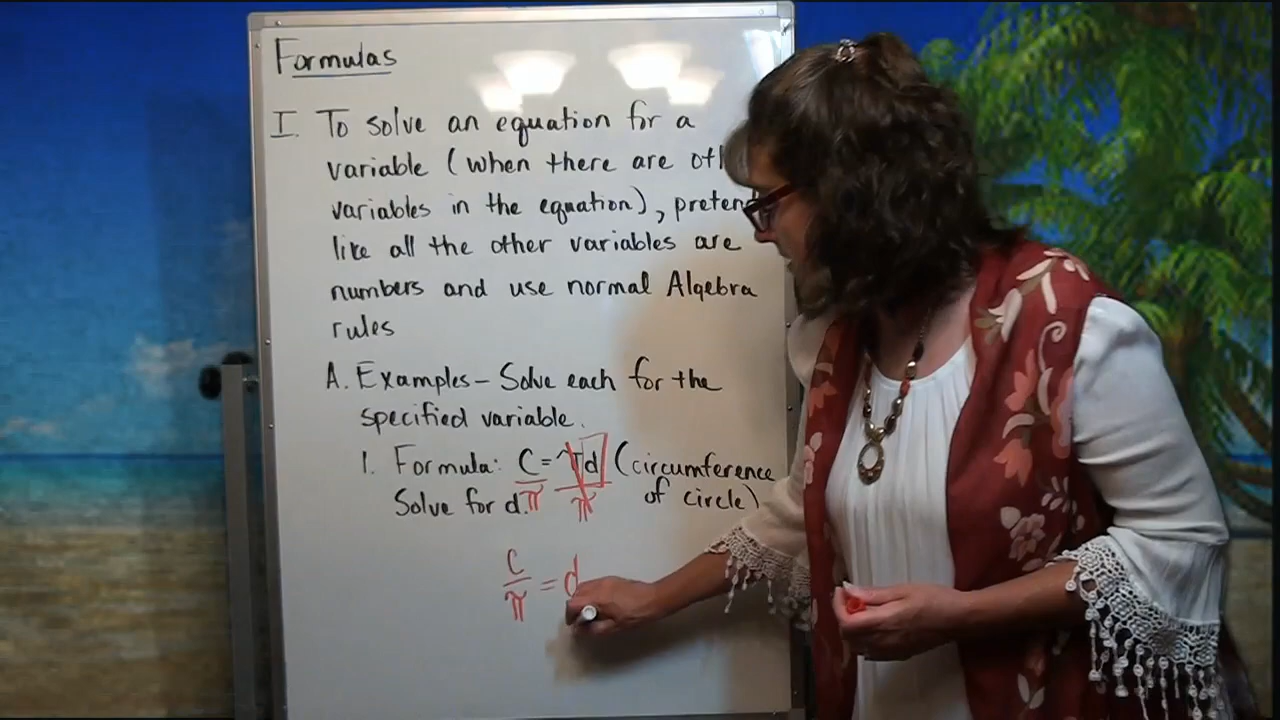 Formulas
I. To solve an equation for a
variable (when there are oth
variables in the equation), pretend
like all the other variables are
numbers and use normal Algebra
rules
A. Examples - Solve each for the
specified variable.
1. Formula: C = πd (circumference
π π
Solve for d. of circle)
C/π = d